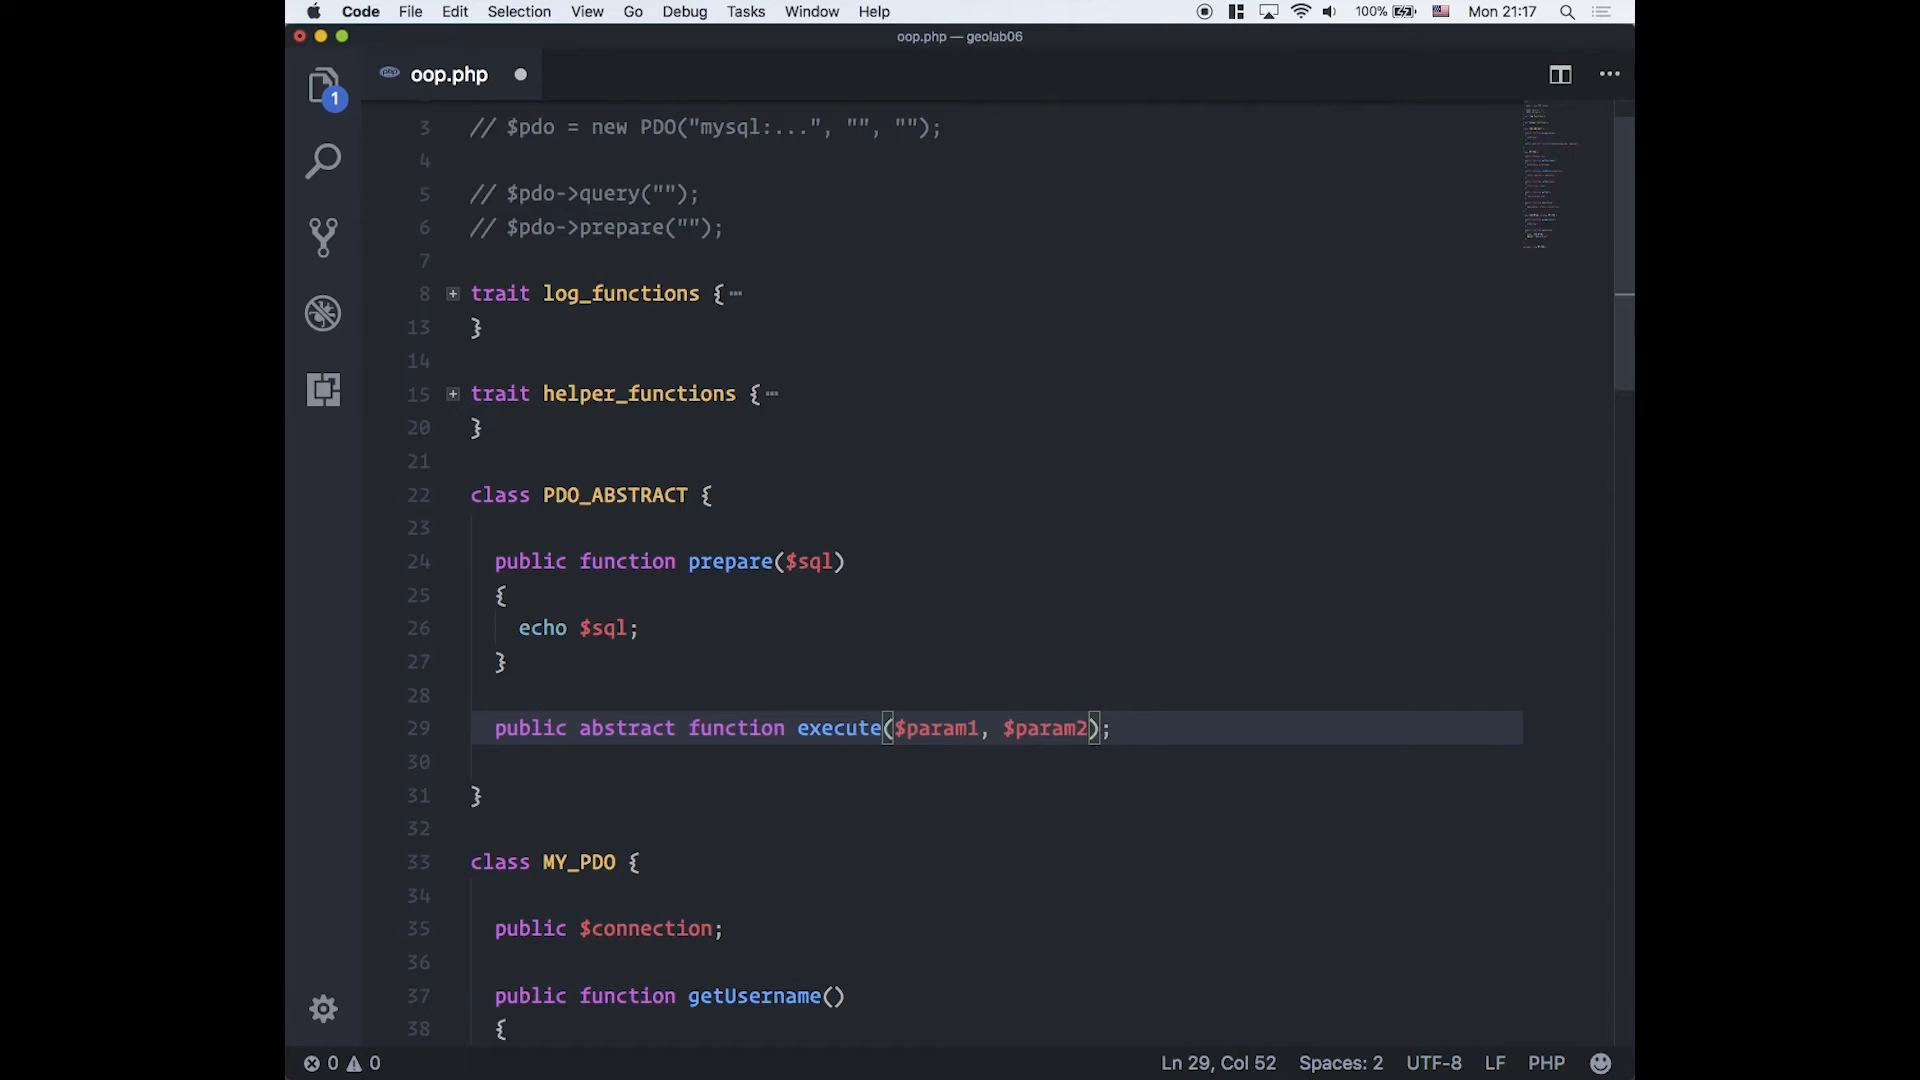 Code File Edit Selection View Go Debug Tasks Window Help 100% Mon 21:17
oop.php — geolab06
php oop.php
1
3 // $pdo = new PDO("mysql:...", "", "");
4
5 // $pdo->query("");
6 // $pdo->prepare("");
7
8 trait log_functions {
13 }
14
15 trait helper_functions {
20 }
21
22 class PDO_ABSTRACT {
23
24 public function prepare($sql)
25 {
26 echo $sql;
27 }
28
29 public abstract function execute($param1, $param2);
30
31 }
32
33 class MY_PDO {
34
35 public $connection;
36
37 public function getUsername()
38 {
0 0 Ln 29, Col 52 Spaces: 2 UTF-8 LF PHP